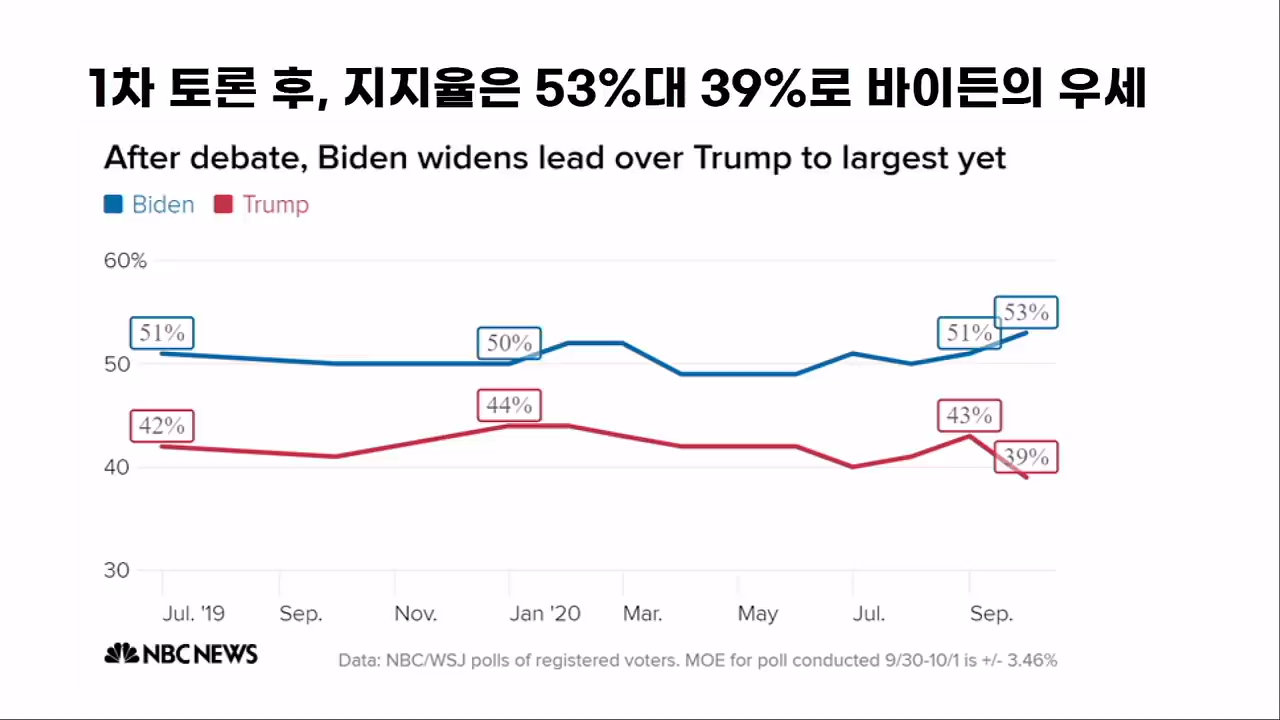 1차 토론 후, 지지율은 53%대 39%로 바이든의 우세
After debate, Biden widens lead over Trump to largest yet
Biden Trump
60%
53%
51% 50% 51%
50
44%
42% 43%
39%
40
30
Jul. '19 Sep. Nov. Jan '20 Mar. May Jul. Sep.
NBC NEWS
Data: NBC/WSJ polls of registered voters. MOE for poll conducted 9/30-10/1 is +/- 3.46%